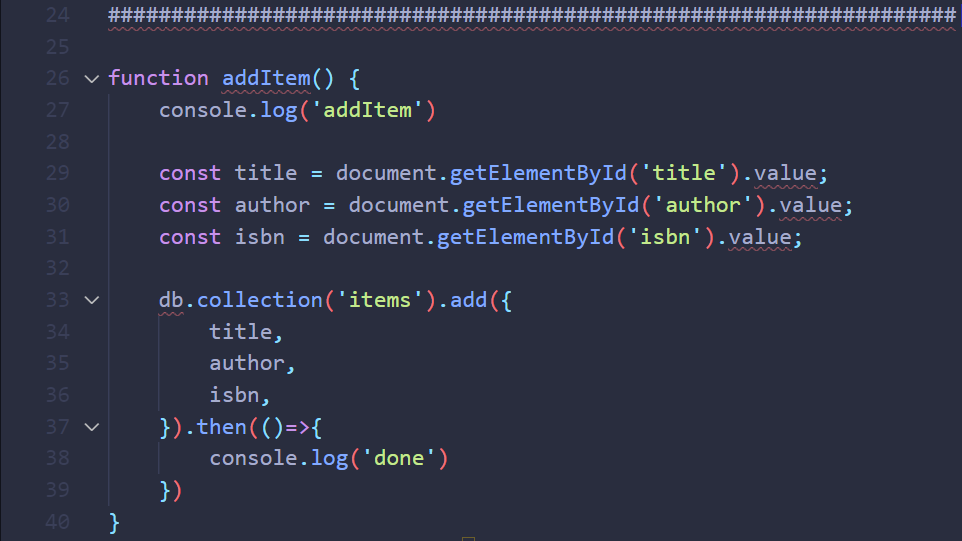 24 ###################################################################
25
26 function addItem() {
27     console.log('addItem')
28
29     const title = document.getElementById('title').value;
30     const author = document.getElementById('author').value;
31     const isbn = document.getElementById('isbn').value;
32
33     db.collection('items').add({
34         title,
35         author,
36         isbn,
37     }).then(()=>{
38         console.log('done')
39     })
40 }